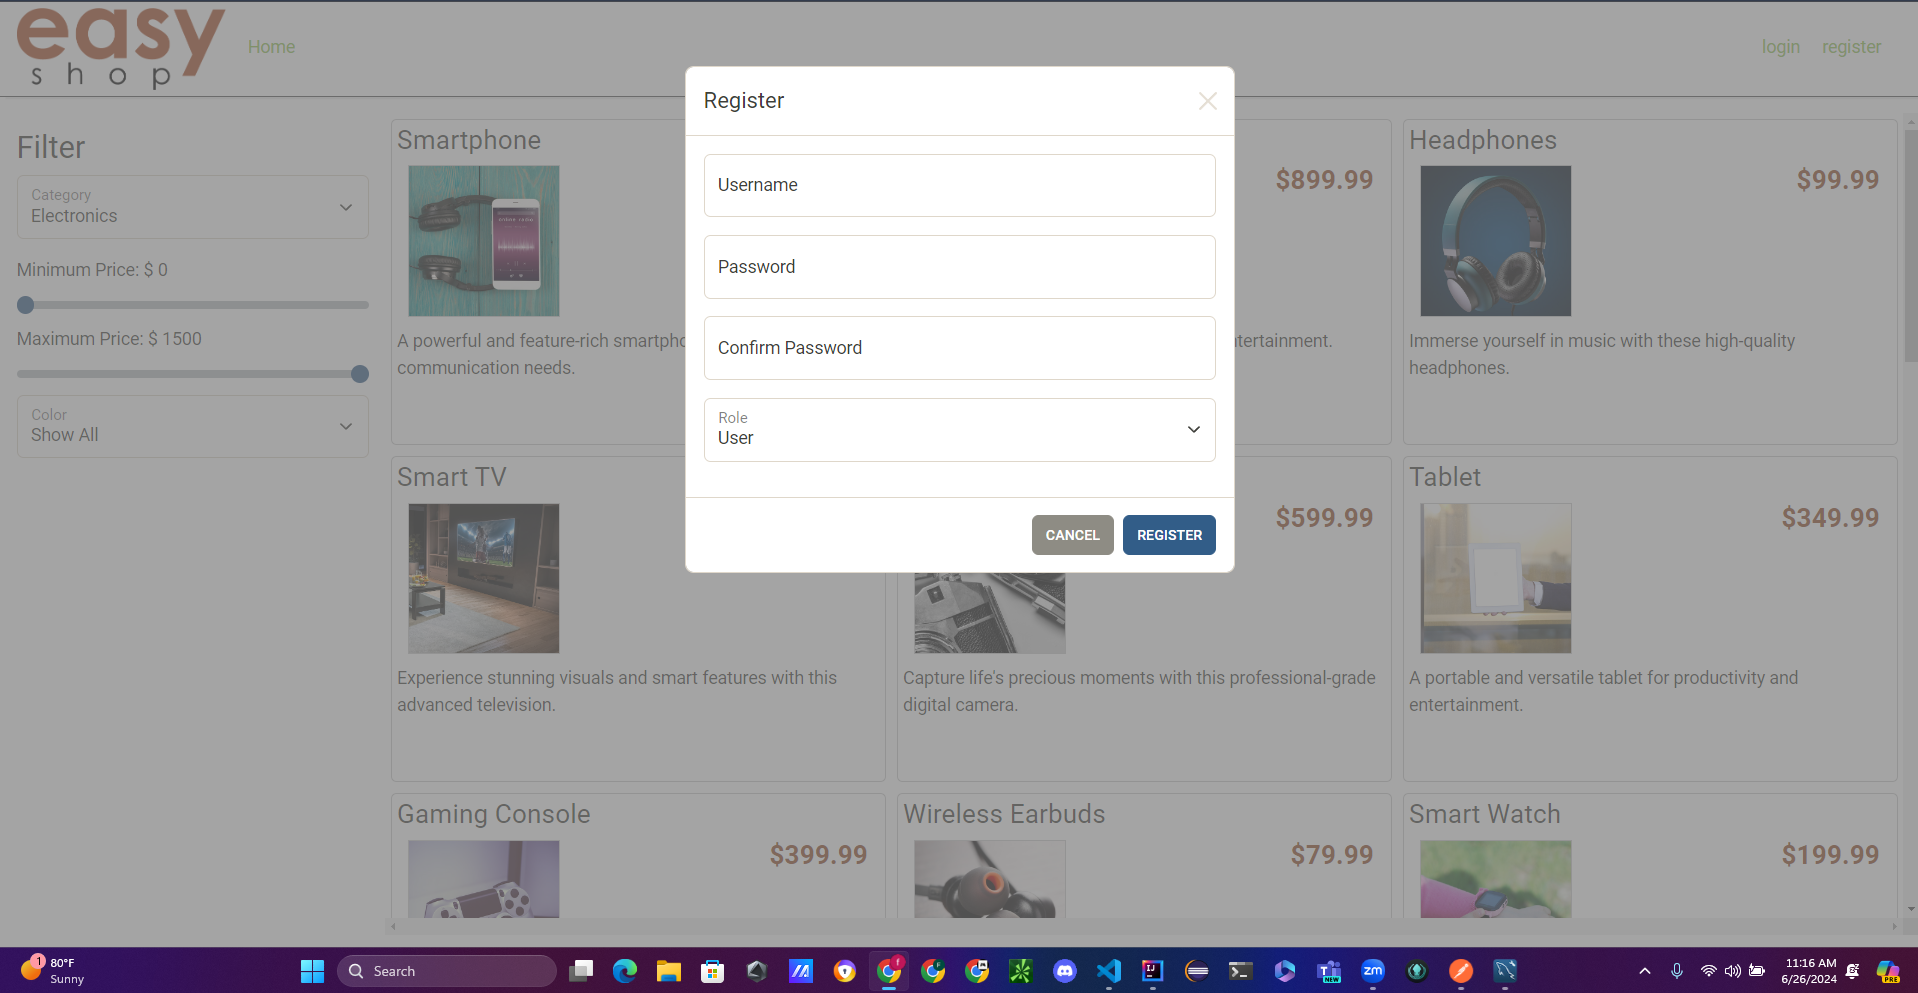 easy
shop
Home
login
register
Register
Username
Password
Confirm Password
Role
User
CANCEL
REGISTER
Filter
Category
Electronics
Minimum Price: $ 0
Maximum Price: $ 1500
Color
Show All
Smartphone
A powerful and feature-rich
communication needs.
$899.99
Headphones
$99.99
Immerse yourself in music with these high-quality
headphones.
Smart TV
Experience stunning visuals and smart features with this
advanced television.
$599.99
Capture life's precious moments with this professional-grade
digital camera.
Tablet
$349.99
A portable and versatile tablet for productivity and
entertainment.
Gaming Console
$399.99
Wireless Earbuds
$79.99
Smart Watch
$199.99
1
80°F
Sunny
Search
NEW
zm
11:16 AM
6/26/2024
PRE